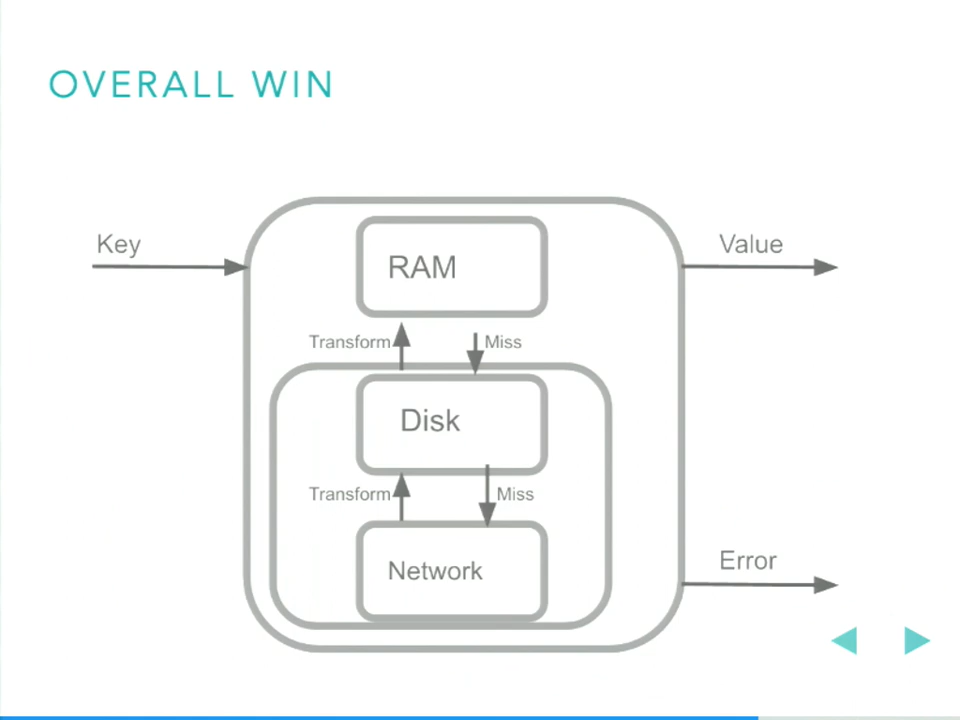 OVERALL WIN
Key
RAM
Value
Transform
Miss
Disk
Transform
Miss
Network
Error